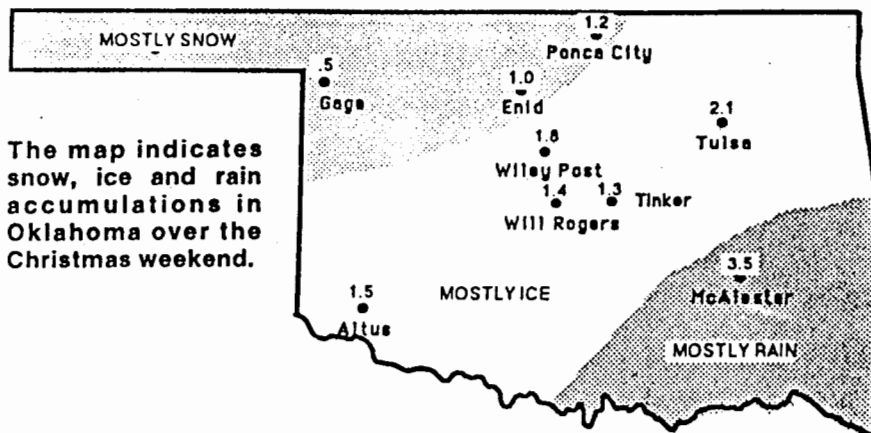 MOSTLY SNOW
1.2
Ponca City
.5
Gage
1.0
Enid
2.1
Tulsa
The map indicates
snow, ice and rain
accumulations in
Oklahoma over the
Christmas weekend.
1.8
Wiley Post
1.4
Will Rogers
1.3
Tinker
3.5
McAlester
1.5
Altus
MOSTLY ICE
MOSTLY RAIN